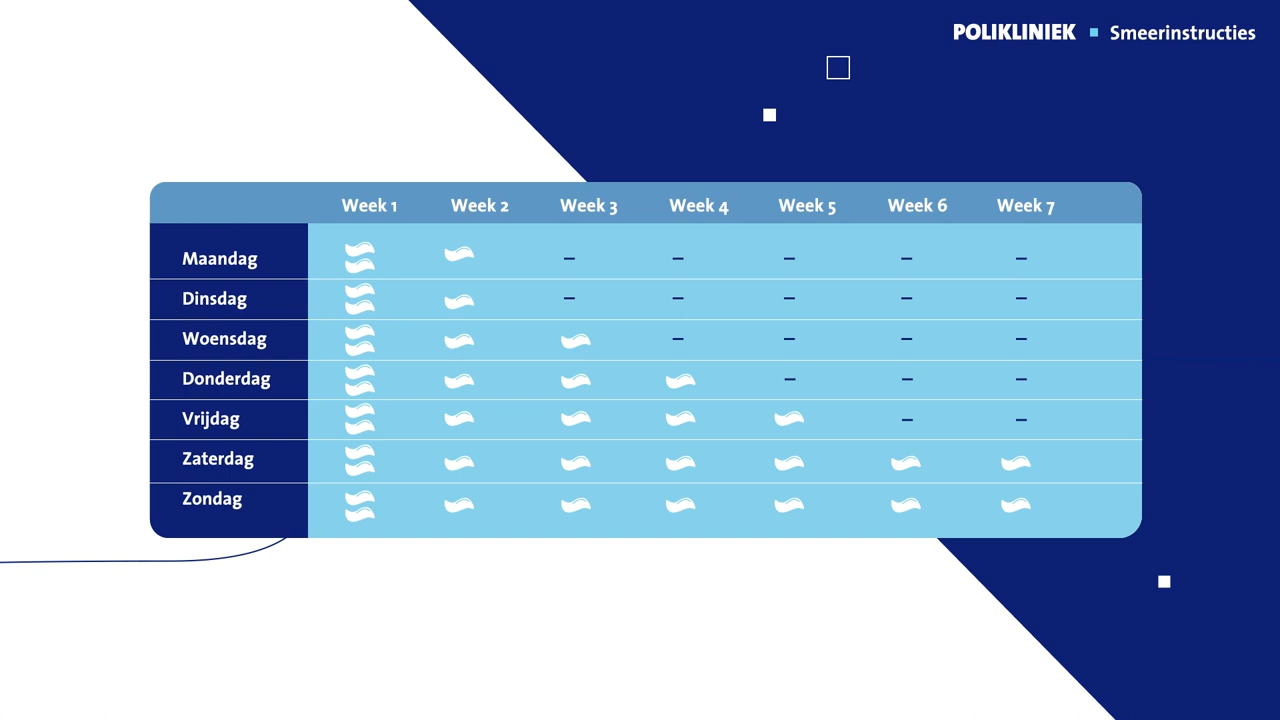 POLIKLINIEK ▪ Smeerinstructies
Week 1 Week 2 Week 3 Week 4 Week 5 Week 6 Week 7
Maandag – – – – –
Dinsdag – – – – –
Woensdag – – – –
Donderdag – – –
Vrijdag – –
Zaterdag
Zondag